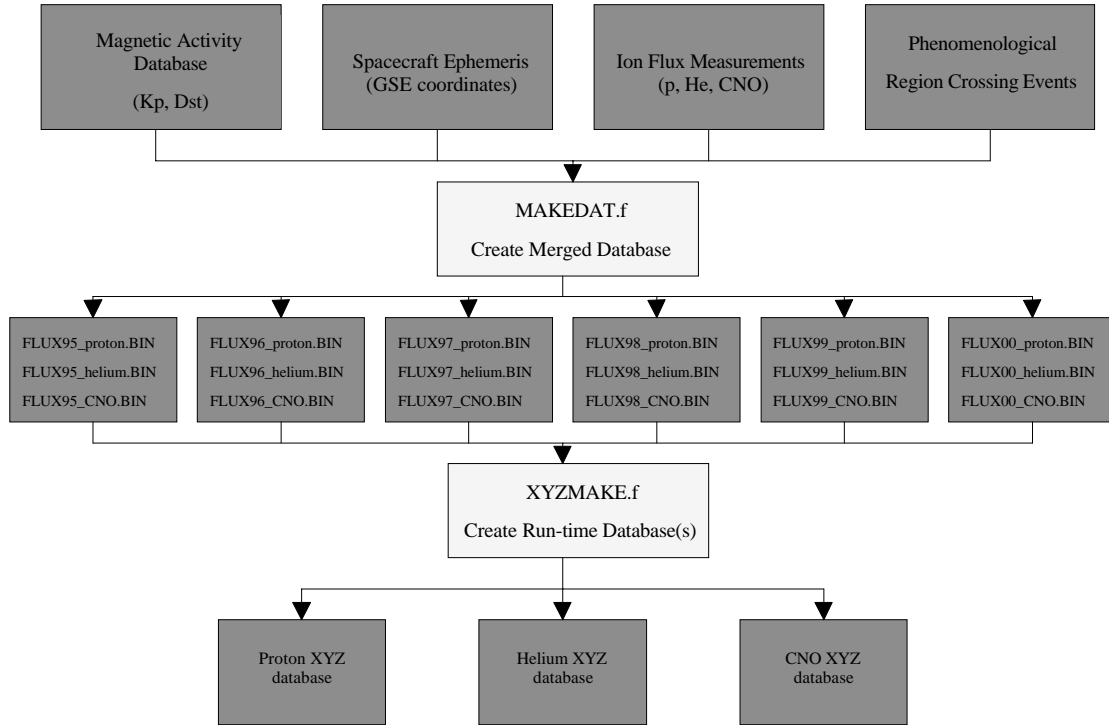 Magnetic Activity
Database
(Kp, Dst)
Spacecraft Ephemeris
(GSE coordinates)
Ion Flux Measurements
(p, He, CNO)
Phenomenological
Region Crossing Events
MAKEDAT.f
Create Merged Database
FLUX95_proton.BIN
FLUX95_helium.BIN
FLUX95_CNO.BIN
FLUX96_proton.BIN
FLUX96_helium.BIN
FLUX96_CNO.BIN
FLUX97_proton.BIN
FLUX97_helium.BIN
FLUX97_CNO.BIN
FLUX98_proton.BIN
FLUX98_helium.BIN
FLUX98_CNO.BIN
FLUX99_proton.BIN
FLUX99_helium.BIN
FLUX99_CNO.BIN
FLUX00_proton.BIN
FLUX00_helium.BIN
FLUX00_CNO.BIN
XYZMAKE.f
Create Run-time Database(s)
Proton XYZ
database
Helium XYZ
database
CNO XYZ
database